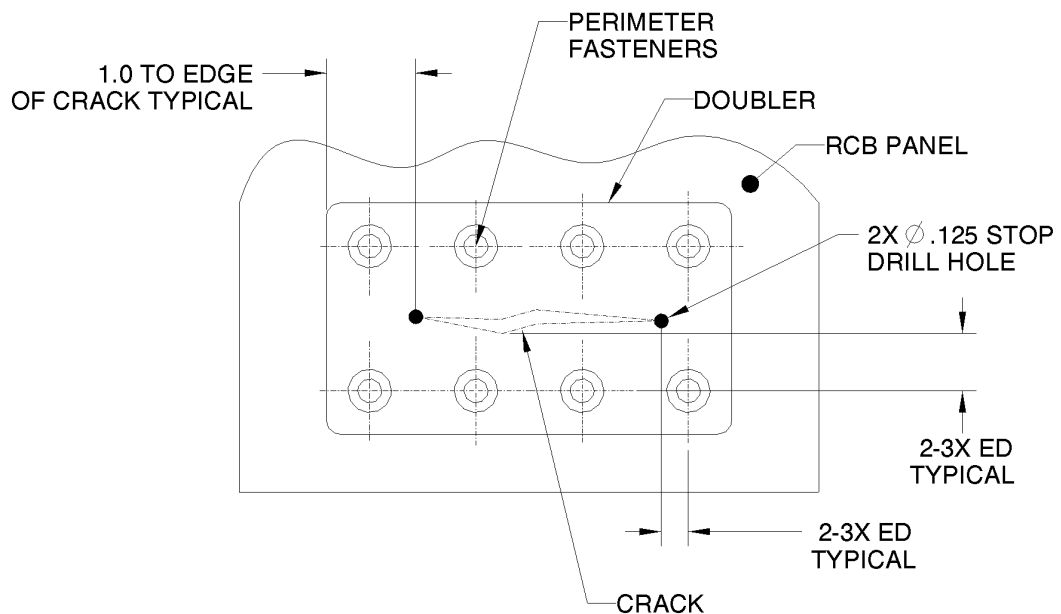 PERIMETER
FASTENERS
1.0 TO EDGE
OF CRACK TYPICAL
DOUBLER
RCB PANEL
2X ∅ .125 STOP
DRILL HOLE
2-3X ED
TYPICAL
2-3X ED
TYPICAL
CRACK